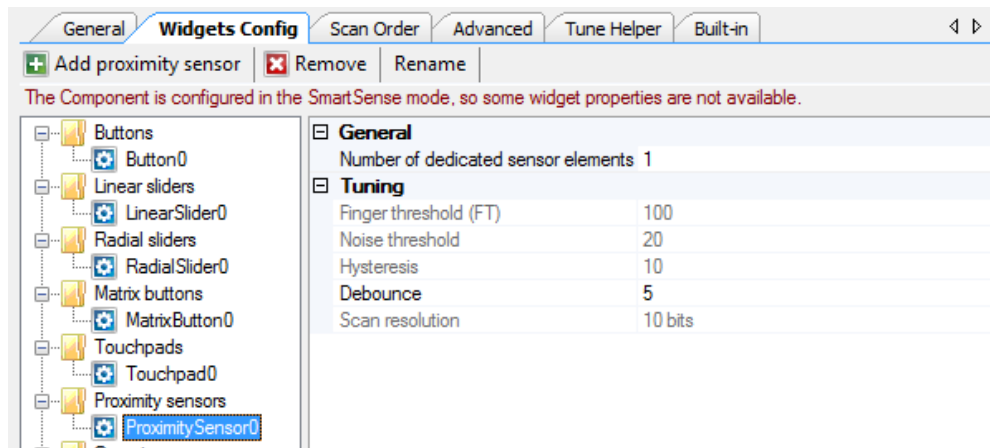 General Widgets Config Scan Order Advanced Tune Helper Built-in
Add proximity sensor Remove Rename
The Component is configured in the SmartSense mode, so some widget properties are not available.
Buttons
Button0
Linear sliders
LinearSlider0
Radial sliders
RadialSlider0
Matrix buttons
MatrixButton0
Touchpads
Touchpad0
Proximity sensors
ProximitySensor0
General
Number of dedicated sensor elements 1
Tuning
Finger threshold (FT) 100
Noise threshold 20
Hysteresis 10
Debounce 5
Scan resolution 10 bits